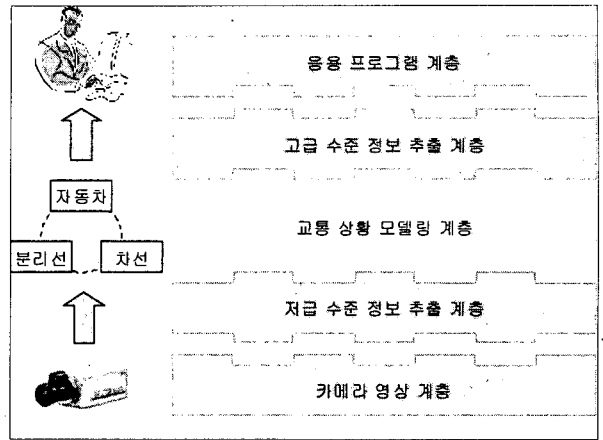 응용 프로그램 계층
고급 수준 정보 추출 계층
자동차
교통 상황 모델링 계층
분리선
차선
저급 수준 정보 추출 계층
카메라 영상 계층